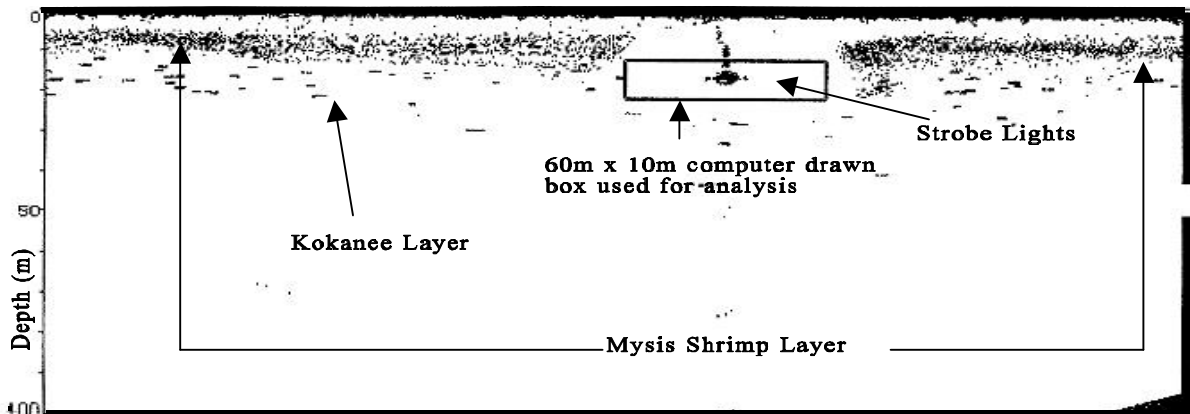 0
Strobe Lights
60m x 10m computer drawn
box used for analysis
50
Kokanee Layer
Depth (m)
Mysis Shrimp Layer
100